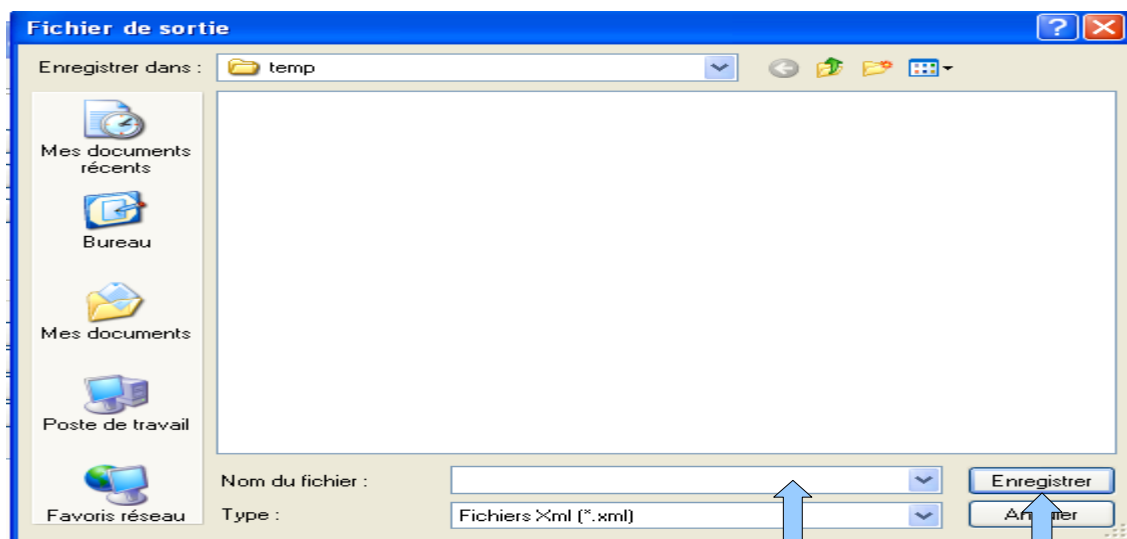 Fichier de sortie
Enregistrer dans :
temp
Mes documents
récents
Bureau
Mes documents
Poste de travail
Favoris réseau
Nom du fichier :
Enregistrer
Type :
Fichiers Xml (*.xml)